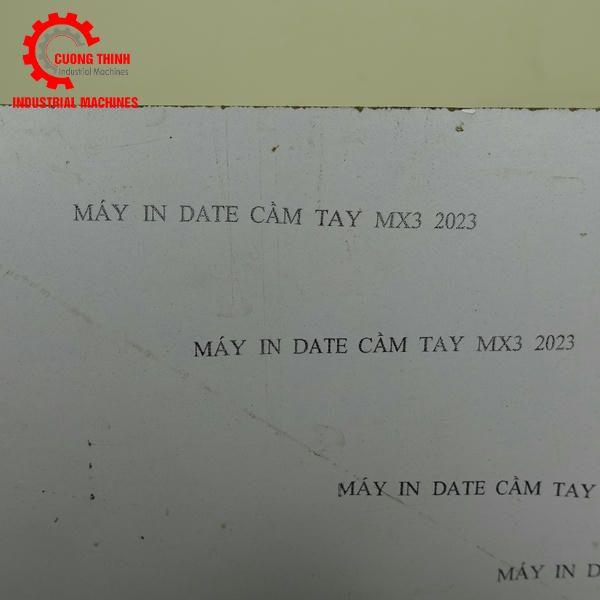 CUONG THINH
Industrial Machines
INDUSTRIAL MACHINES
MÁY IN DATE CẦM TAY MX3 2023
MÁY IN DATE CẦM TAY MX3 2023
MÁY IN DATE CẦM TAY
MÁY IN D